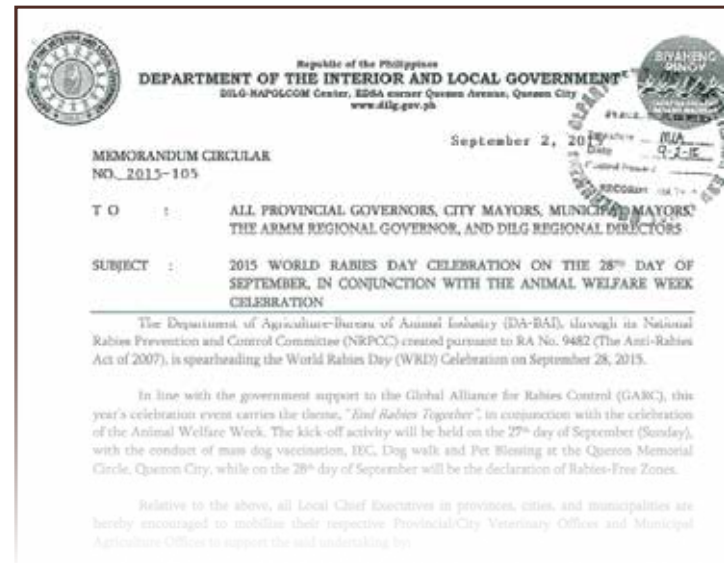 Republic of the Philippines
DEPARTMENT OF THE INTERIOR AND LOCAL GOVERNMENT
DILG-NAPOLCOM Center, EDSA corner Quezon Avenue, Quezon City
www.dilg.gov.ph
BIYAHENG
PINOY
September 2, 2015
MIA
Date 9-2-15
MEMORANDUM CIRCULAR
NO. 2015-105
TO : ALL PROVINCIAL GOVERNORS, CITY MAYORS, MUNICIPAL MAYORS,
THE ARMM REGIONAL GOVERNOR, AND DILG REGIONAL DIRECTORS
SUBJECT : 2015 WORLD RABIES DAY CELEBRATION ON THE 28TH DAY OF
SEPTEMBER, IN CONJUNCTION WITH THE ANIMAL WELFARE WEEK
CELEBRATION
The Department of Agriculture-Bureau of Animal Industry (DA-BAI), through its National
Rabies Prevention and Control Committee (NRPCC) created pursuant to RA No. 9482 (The Anti-Rabies
Act of 2007), is spearheading the World Rabies Day (WRD) Celebration on September 28, 2015.
In line with the government support to the Global Alliance for Rabies Control (GARC), this
year's celebration event carries the theme, "End Rabies Together", in conjunction with the celebration
of the Animal Welfare Week. The kick-off activity will be held on the 27th day of September (Sunday),
with the conduct of mass dog vaccination, IEC, Dog walk and Pet Blessing at the Quezon Memorial
Circle, Quezon City, while on the 28th day of September will be the declaration of Rabies-Free Zones.
Relative to the above, all Local Chief Executives in provinces, cities, and municipalities are
hereby encouraged to mobilize their respective Provincial/City Veterinary Offices and Municipal
Agriculture Offices to support the said undertaking by: